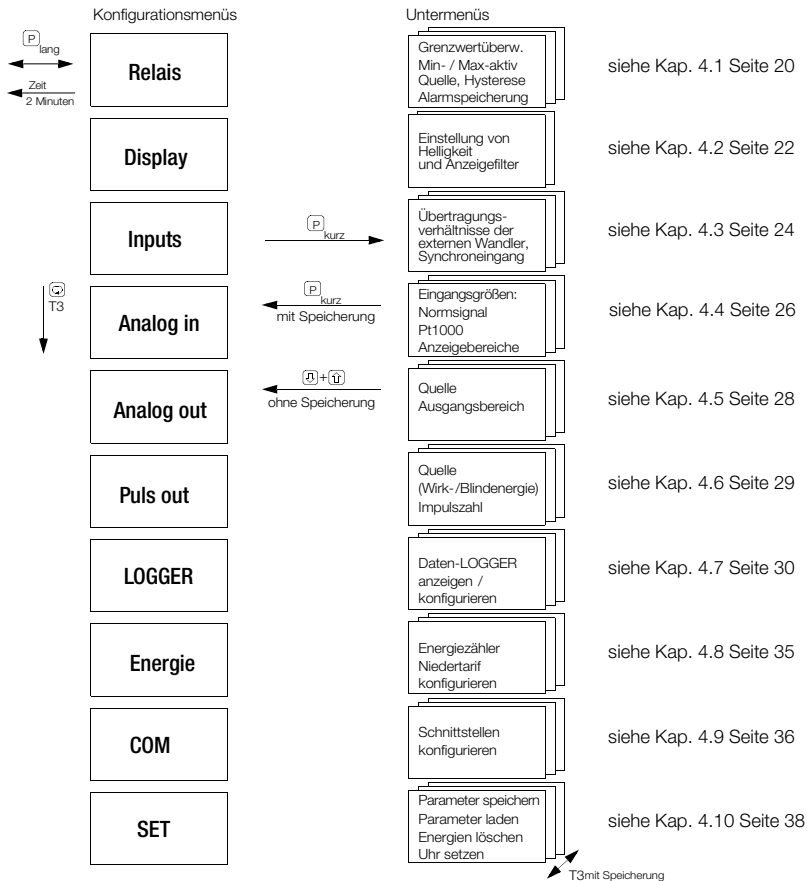 Konfigurationsmenüs
Untermenüs
P
lang
Zeit
2 Minuten
Relais
Grenzwertüberw.
Min- / Max-aktiv
Quelle, Hysterese
Alarmspeicherung
siehe Kap. 4.1 Seite 20
Display
Einstellung von
Helligkeit
und Anzeigefilter
siehe Kap. 4.2 Seite 22
Inputs
P
kurz
Übertragungs-
verhältnisse der
externen Wandler,
Synchroneingang
siehe Kap. 4.3 Seite 24
T3
Analog in
P
kurz
mit Speicherung
Eingangsgrößen:
Normsignal
Pt1000
Anzeigebereiche
siehe Kap. 4.4 Seite 26
Analog out
+
ohne Speicherung
Quelle
Ausgangsbereich
siehe Kap. 4.5 Seite 28
Puls out
Quelle
(Wirk-/Blindenergie)
Impulszahl
siehe Kap. 4.6 Seite 29
LOGGER
Daten-LOGGER
anzeigen /
konfigurieren
siehe Kap. 4.7 Seite 30
Energie
Energiezähler
Niedertarif
konfigurieren
siehe Kap. 4.8 Seite 35
COM
Schnittstellen
konfigurieren
siehe Kap. 4.9 Seite 36
SET
Parameter speichern
Parameter laden
Energien löschen
Uhr setzen
siehe Kap. 4.10 Seite 38
T3mit Speicherung